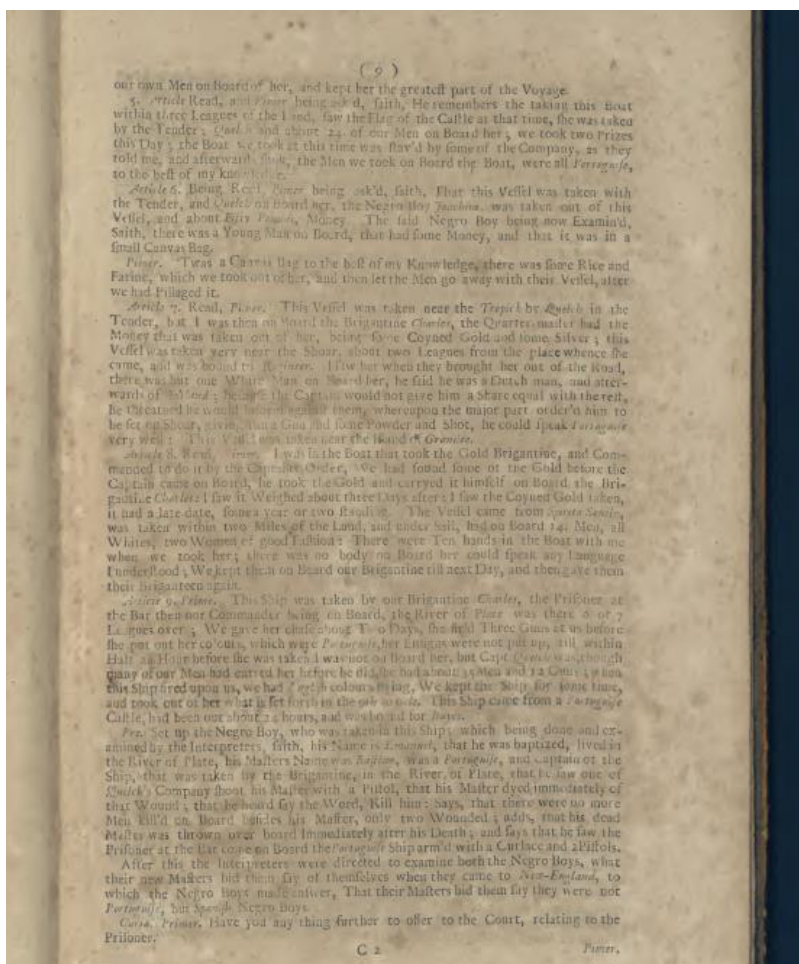 ( 9 )
our own Men on Board of her, and kept her the greatest part of the Voyage.
5. Article Read, and Pimer being ask'd, saith, He remembers the taking this Boat
within three Leagues of the Land, saw the Flag of the Castle at that time, she was taken
by the Tender; Quelch and about 24 of our Men on Board her; we took two Prizes
this Day; the Boat we took at this time was stav'd by some of the Company, as they
told me, and afterward sunk, the Men we took on Board the Boat, were all Portuguise,
to the best of my knowledge.
Article 6. Being Read, Pimer being ask'd, saith, That this Vessel was taken with
the Tender, and Quelch on Board her, the Negro Boy Joachim was taken out of this
Vessel, and about Fifty Pounds, Money. The said Negro Boy being now Examin'd,
Saith, there was a Young Man on Board, that had some Money, and that it was in a
small Canvas Bag.
Pimer. 'Twas a Canvas Bag to the best of my Knowledge, there was some Rice and
Farine, which we took out of her, and then let the Men go away with their Vessel, after
we had Pillaged it.
Article 7. Read, Pimer. This Vessel was taken near the Tropick by Quelch in the
Tender, but I was then on Board the Brigantine Charles, the Quarter-master had the
Money that was taken out of her, being some Coyned Gold and some Silver; this
Vessel was taken very near the Shoar, about two Leagues from the place whence she
came, and was bound to I saw her when they brought her out of the Road,
there was but one White Man on Board her, he said he was a Dutch man, and after-
wards of ; because the Captain would not give him a Share equal with the rest,
he threatned he would inform against them, whereupon the major part order'd him to
be set on Shoar, giving him a Gun and some Powder and Shot, he could speak Portuguise
very well: This Vessel was taken near the Island of Grandee.
Article 8. Read, Pimer. I was in the Boat that took the Gold Brigantine, and Com-
manded to do it by the Captains Order, We had found some of the Gold before the
Captain came on Board, he took the Gold and carryed it himself on Board the Bri-
gantine Charles: I saw it Weighed about three Days after: I saw the Coyned Gold taken,
it had a late date, some a year or two standing. The Vessel came from
was taken within two Miles of the Land, and under Sail, had on Board 14. Men, all
Whites, two Women of good Fashion: There were Ten hands in the Boat with me
when we took her; there was no body on Board her could speak any Language
I understood; We kept them on Board our Brigantine till next Day, and then gave them
their Briganteen again.
Article 9. Pimer. This Ship was taken by our Brigantine Charles, the Prisoner at
the Bar then our Commander being on Board, the River of Plate was there 6 or 7
Leagues over; We gave her chase about Two Days, she fired Three Guns at us before
she put out her colours, which were Portuguise, her Ensigns were not put up, till within
Half an Hour before she was taken I was not on Board her, but Capt Quelch was, though
many of our Men had entred her before he did, he had about 35 Men and 12 Guns; when
this Ship fired upon us, we had English colours flying, We kept the Ship for some time,
and took out of her what is set forth in the 9th Article. This Ship came from a Portuguise
Castle, had been out about 24 hours, and was bound for
Pre. Set up the Negro Boy, who was taken in this Ship; which being done and ex-
amined by the Interpreters, saith, his Name is Emanuel, that he was baptized, lived in
the River of Plate, his Masters Name was Bastian, was a Portuguise, and Captain of the
Ship, that was taken by the Brigantine, in the River of Plate, that he saw one of
Quelch's Company shoot his Master with a Pistol, that his Master dyed immediately of
that Wound; that he heard say the Word, Kill him: Says, that there were no more
Men kill'd on Board besides his Master, only two Wounded; adds, that his dead
Master was thrown over board immediately after his Death; and says that he saw the
Prisoner at the Bar come on Board the Portuguise Ship arm'd with a Curlace and 2 Pistols.
After this the Interpreters were directed to examine both the Negro Boys, what
their new Masters bid them say of themselves when they came to New-England, to
which the Negro Boys made answer, That their Masters bid them say they were not
Portuguise, but Spanish Negro Boys.
Pimer. Have you any thing further to offer to the Court, relating to the
Prisoner.
C 2 Pimer,